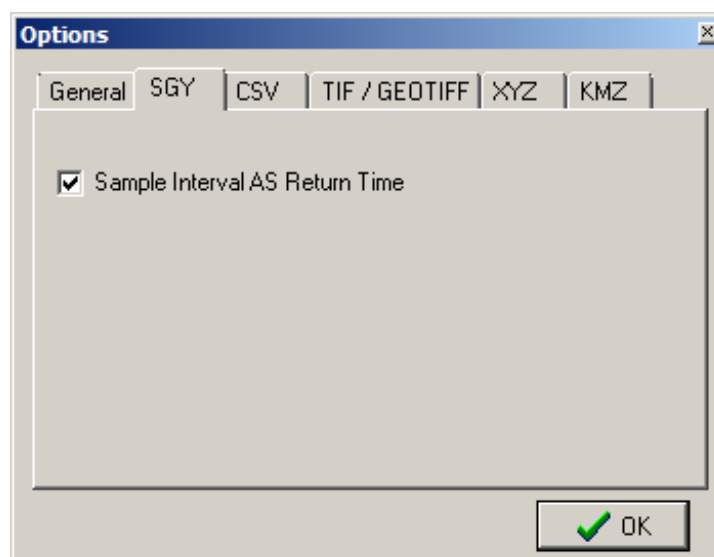 Options
General SGY CSV TIF / GEOTIFF XYZ KMZ
Sample Interval AS Return Time
OK